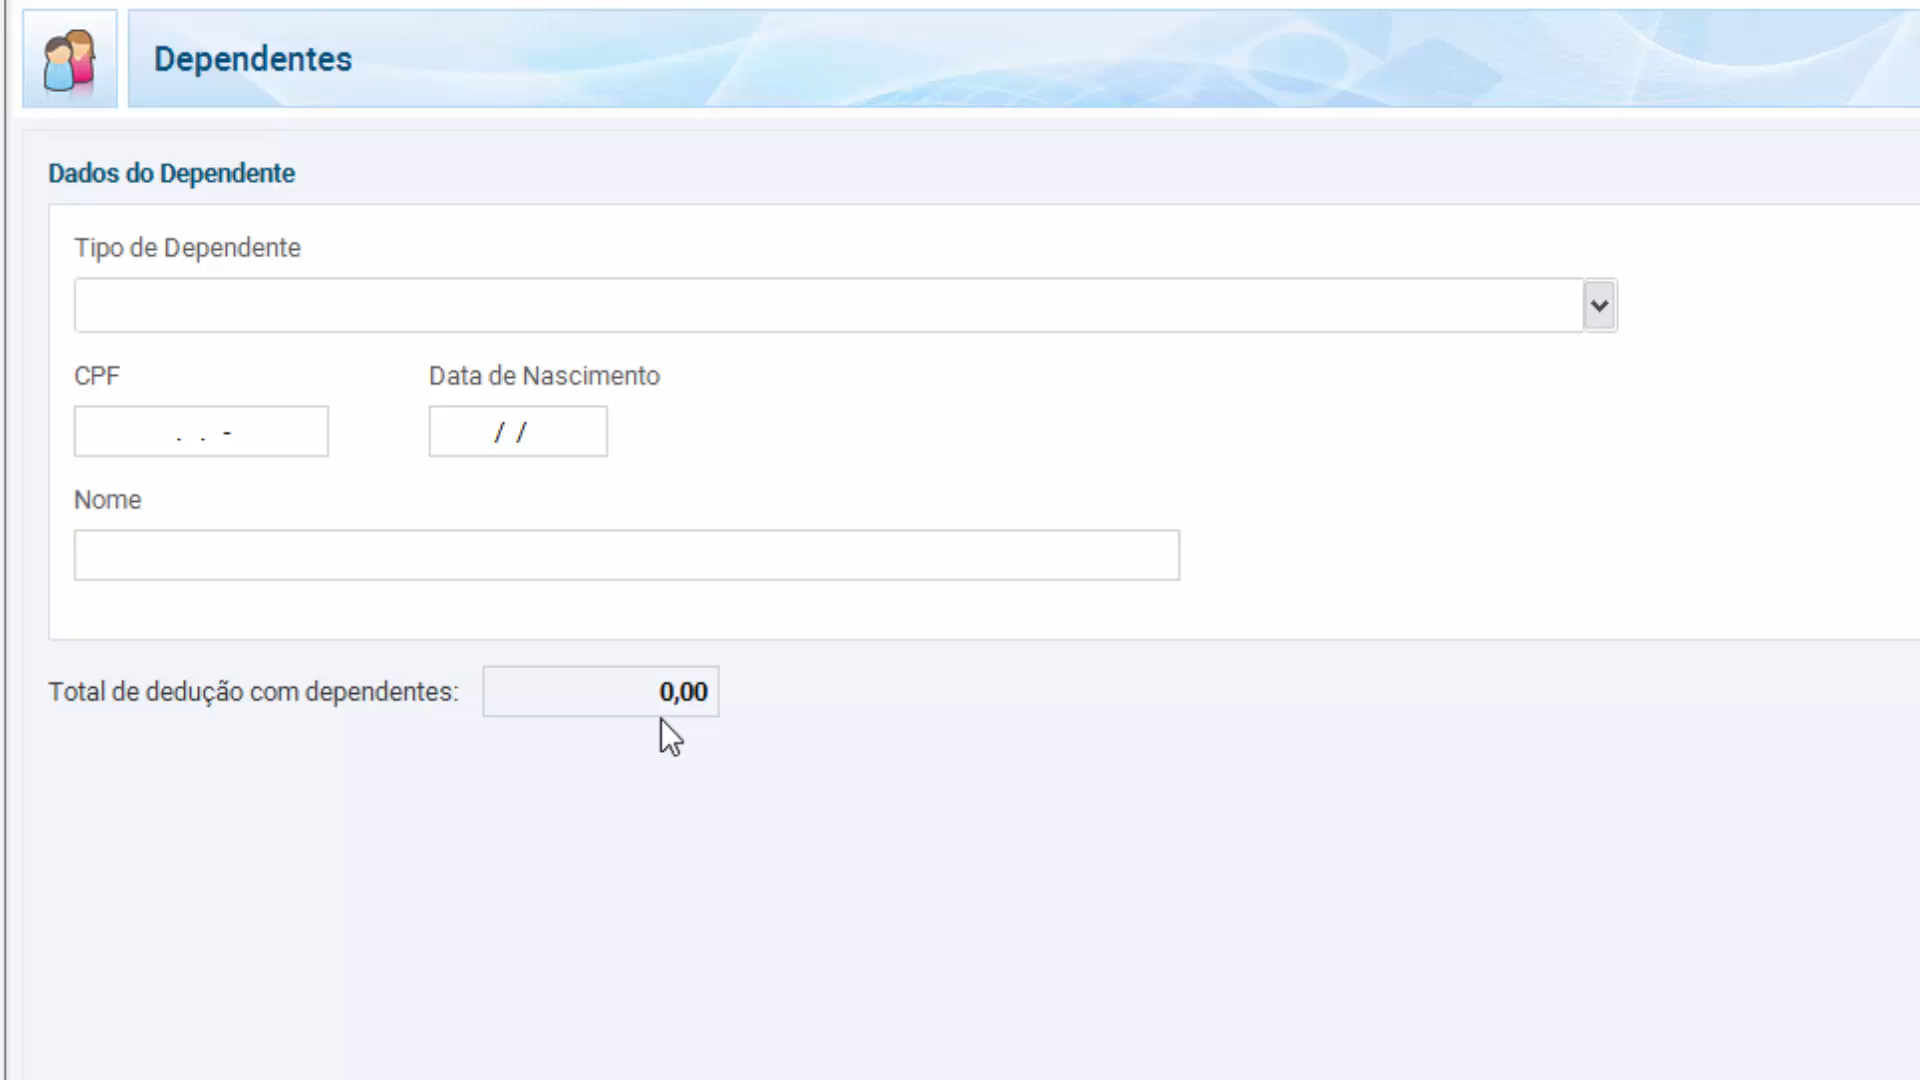 Dependentes
Dados do Dependente
Tipo de Dependente
CPF Data de Nascimento
. . - / /
Nome
Total de dedução com dependentes: 0,00